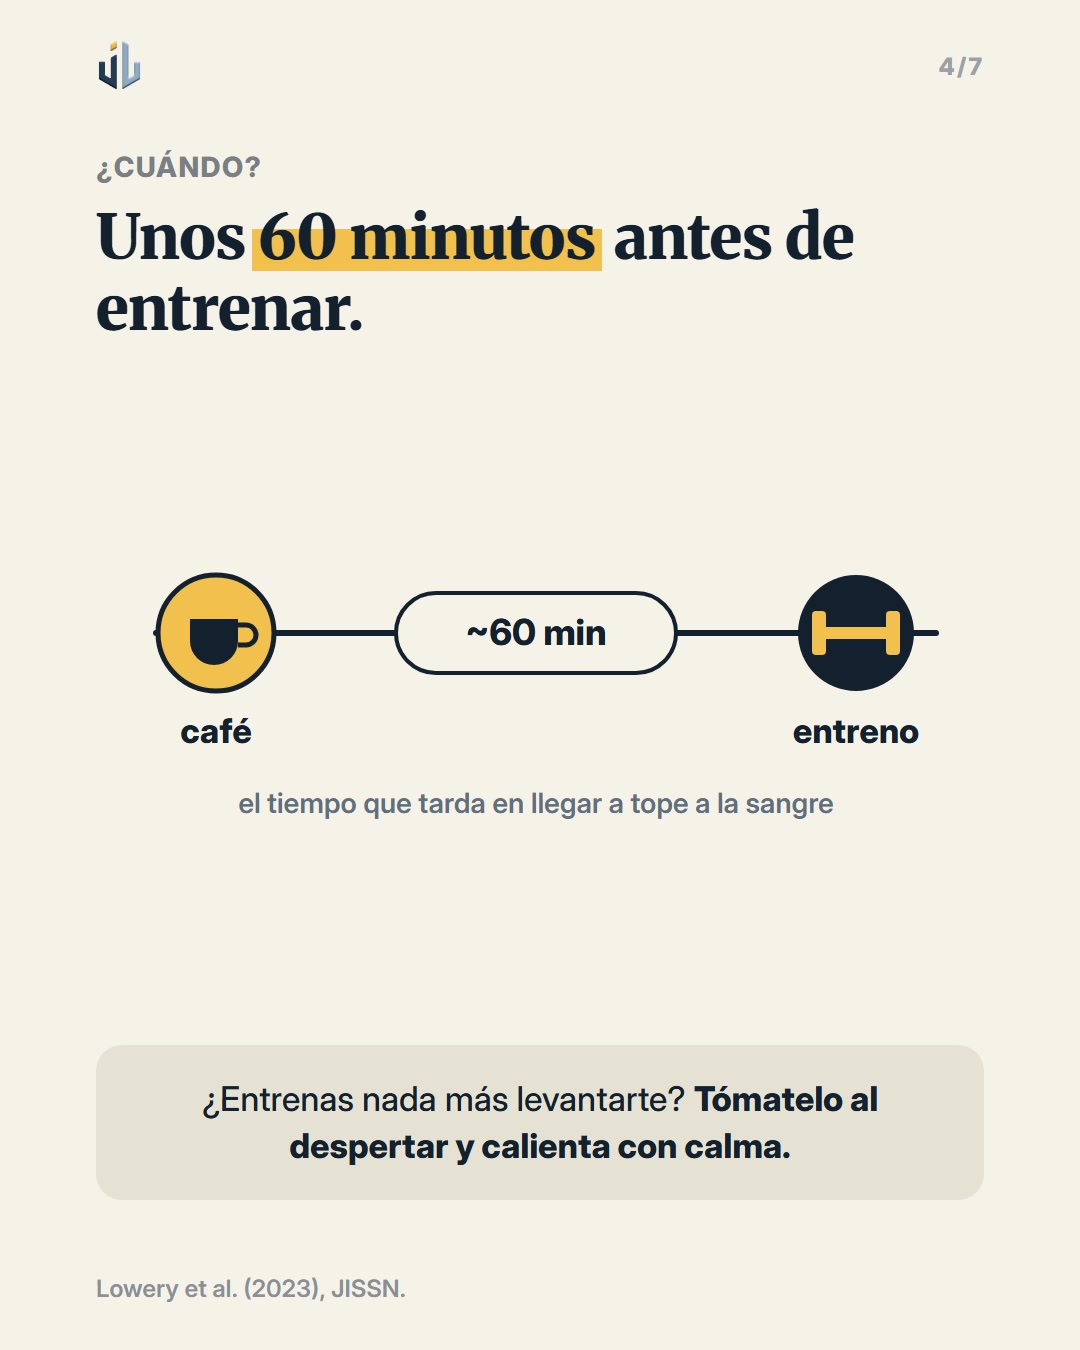 4/7
¿CUÁNDO?
Unos 60 minutos antes de
entrenar.
~60 min
café
entreno
el tiempo que tarda en llegar a tope a la sangre
¿Entrenas nada más levantarte? Tómatelo al
despertar y calienta con calma.
Lowery et al. (2023), JISSN.